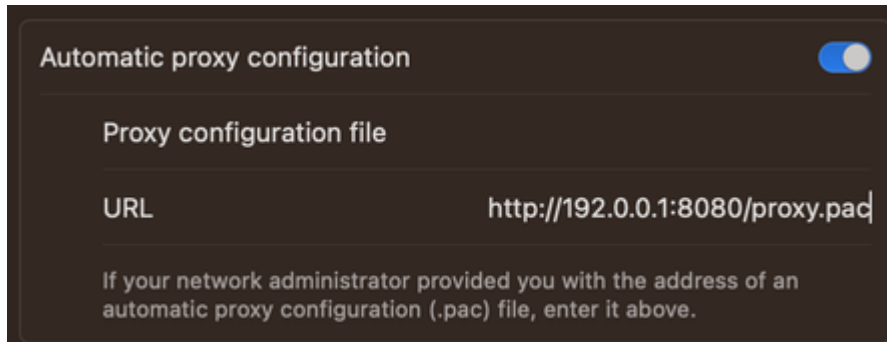 Automatic proxy configuration
Proxy configuration file
URL http://192.0.0.1:8080/proxy.pac
If your network administrator provided you with the address of an
automatic proxy configuration (.pac) file, enter it above.